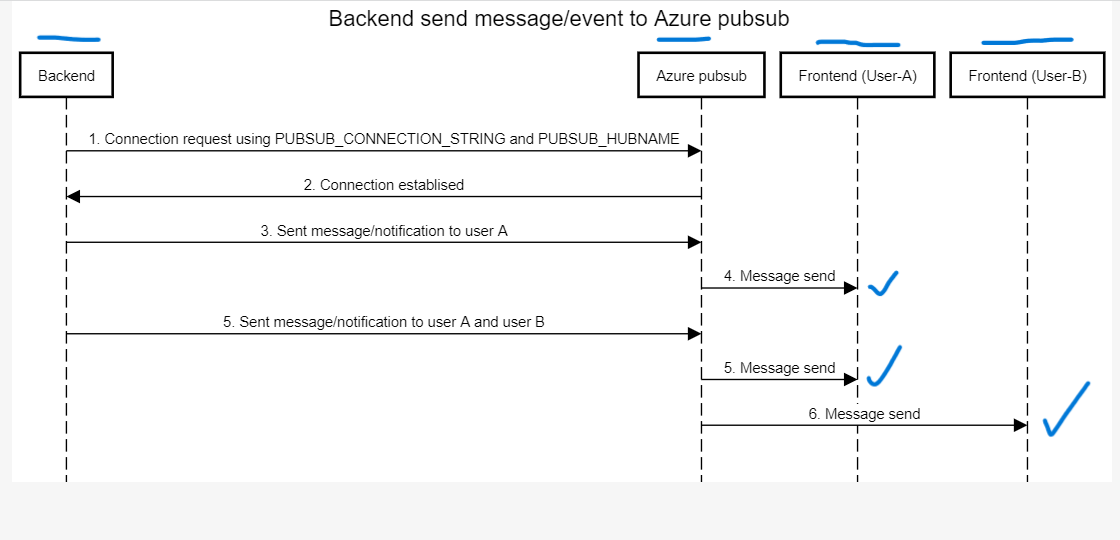 Backend send message/event to Azure pubsub
Backend
Azure pubsub
Frontend (User-A)
Frontend (User-B)
1. Connection request using PUBSUB_CONNECTION_STRING and PUBSUB_HUBNAME
2. Connection establised
3. Sent message/notification to user A
4. Message send
5. Sent message/notification to user A and user B
5. Message send
6. Message send